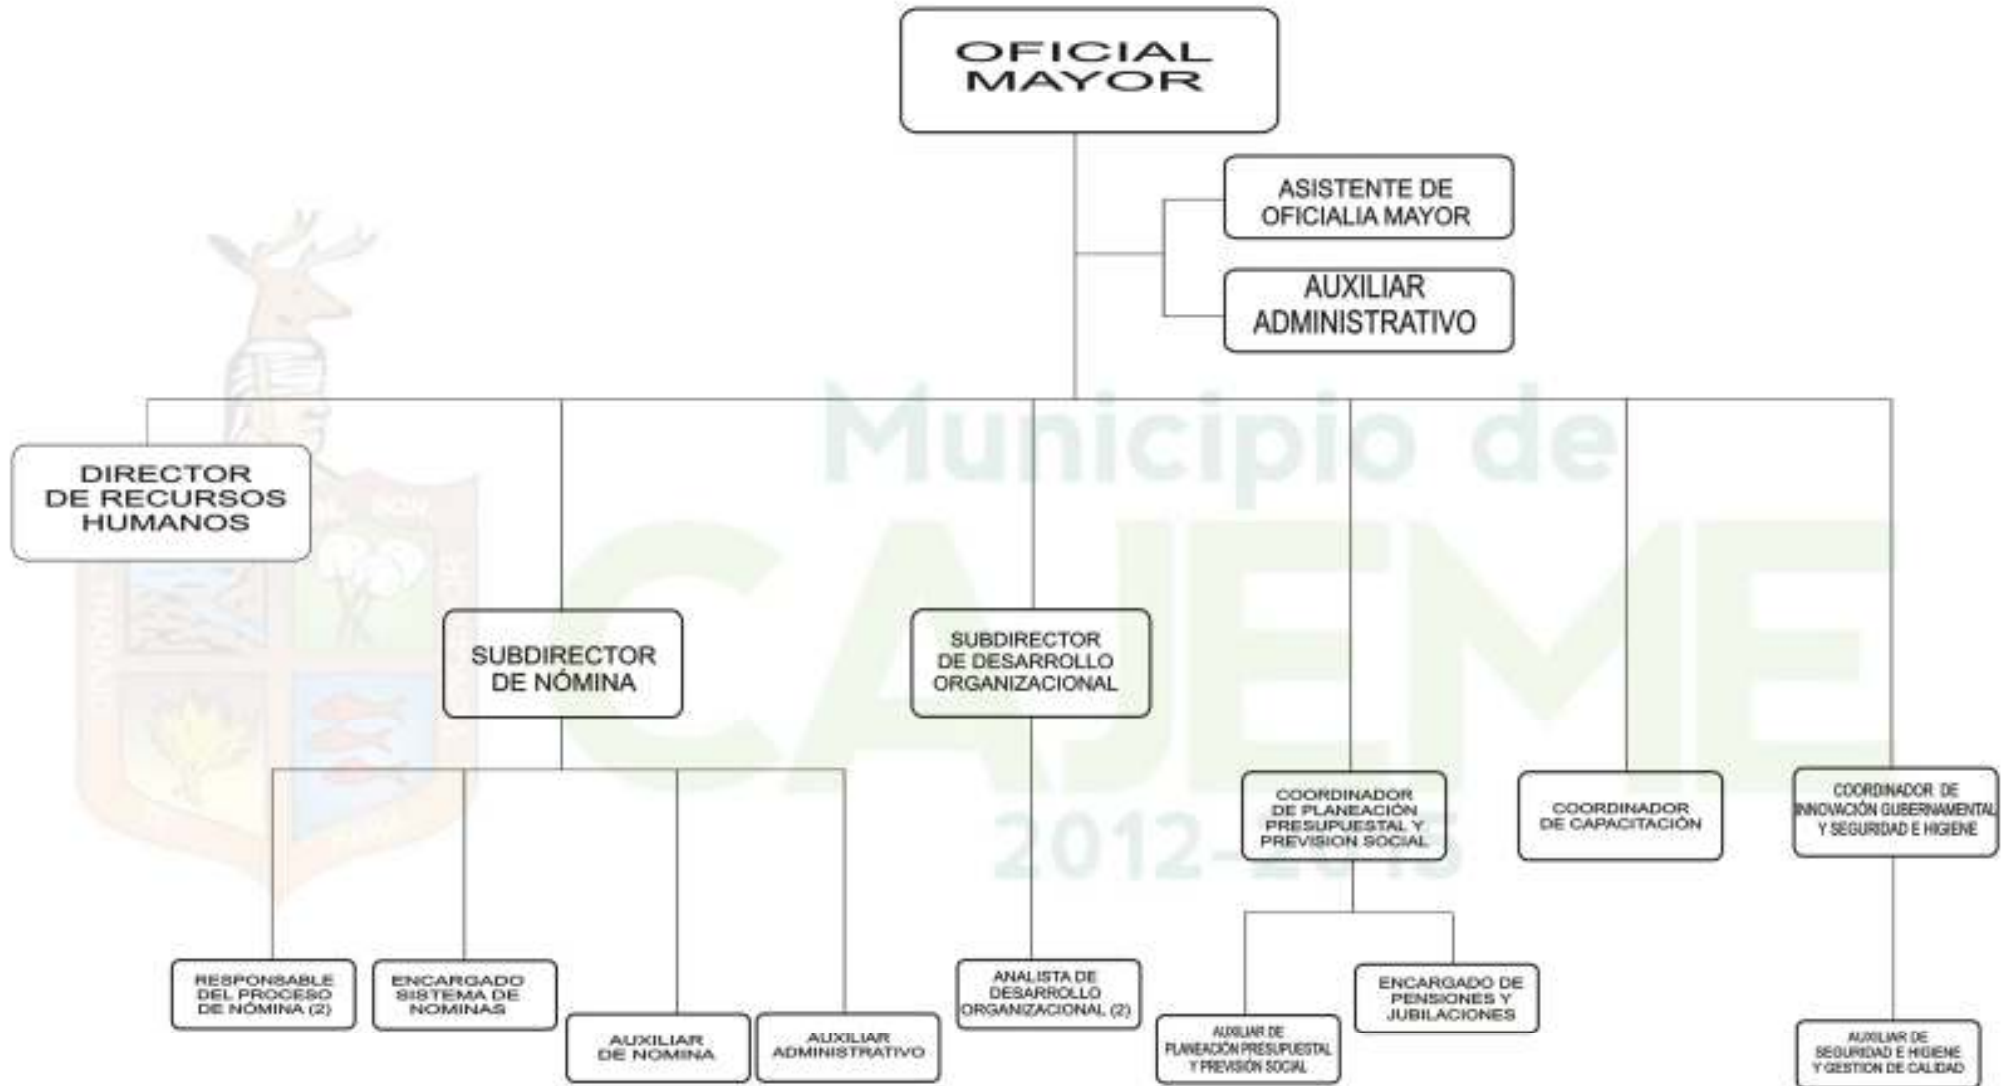 OFICIAL
MAYOR
ASISTENTE DE
OFICIALIA MAYOR
AUXILIAR
ADMINISTRATIVO
Municipio de
CAJEME
2012-2015
DIRECTOR
DE RECURSOS
HUMANOS
SUBDIRECTOR
DE NÓMINA
SUBDIRECTOR
DE DESARROLLO
ORGANIZACIONAL
COORDINADOR
DE PLANEACIÓN
PRESUPUESTAL Y
PREVISION SOCIAL
COORDINADOR
DE CAPACITACIÓN
COORDINADOR DE
INNOVACIÓN GUBERNAMENTAL
Y SEGURIDAD E HIGIENE
RESPONSABLE
DEL PROCESO
DE NÓMINA (2)
ENCARGADO
SISTEMA DE
NOMINAS
AUXILIAR
DE NOMINA
AUXILIAR
ADMINISTRATIVO
ANALISTA DE
DESARROLLO
ORGANIZACIONAL (2)
AUXILIAR DE
PLANEACIÓN PRESUPUESTAL
Y PREVISIÓN SOCIAL
ENCARGADO DE
PENSIONES Y
JUBILACIONES
AUXILIAR DE
SEGURIDAD E HIGIENE
Y GESTION DE CALIDAD